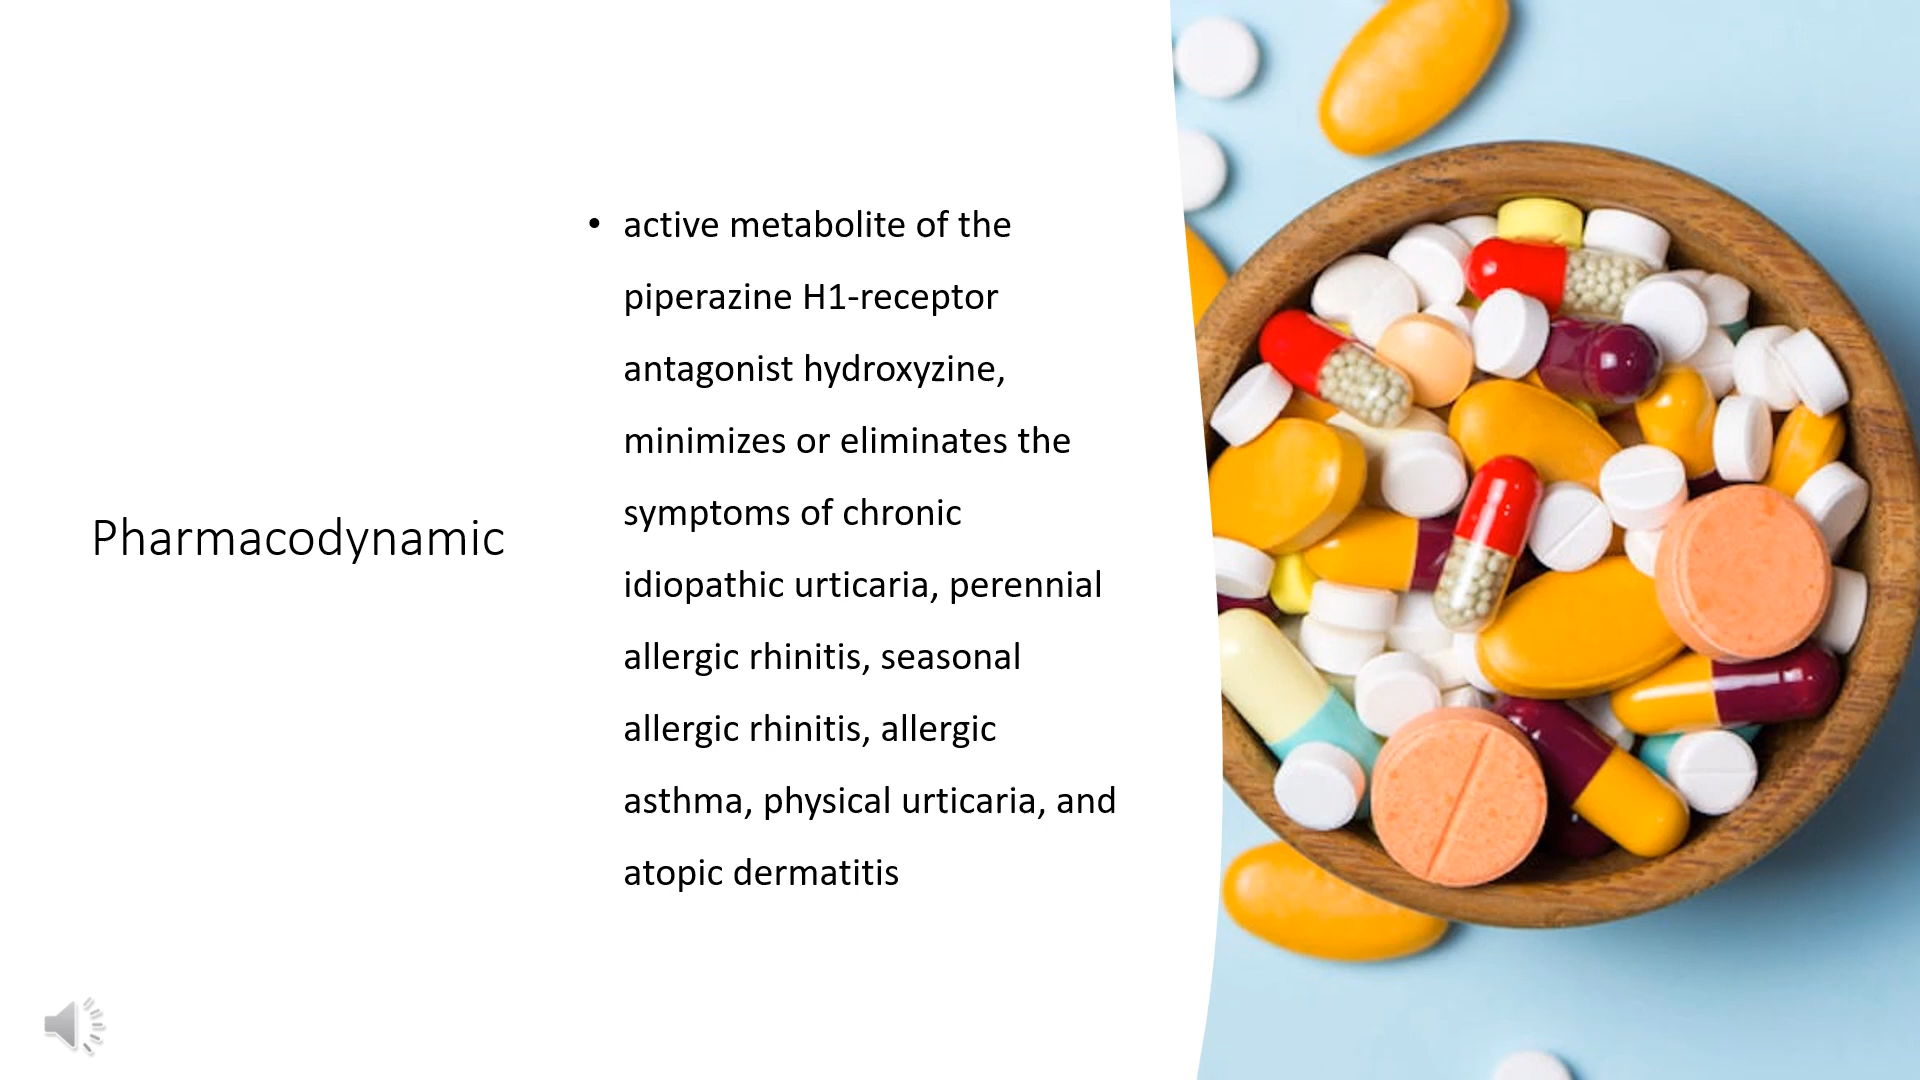 Pharmacodynamic
• active metabolite of the
piperazine H1-receptor
antagonist hydroxyzine,
minimizes or eliminates the
symptoms of chronic
idiopathic urticaria, perennial
allergic rhinitis, seasonal
allergic rhinitis, allergic
asthma, physical urticaria, and
atopic dermatitis